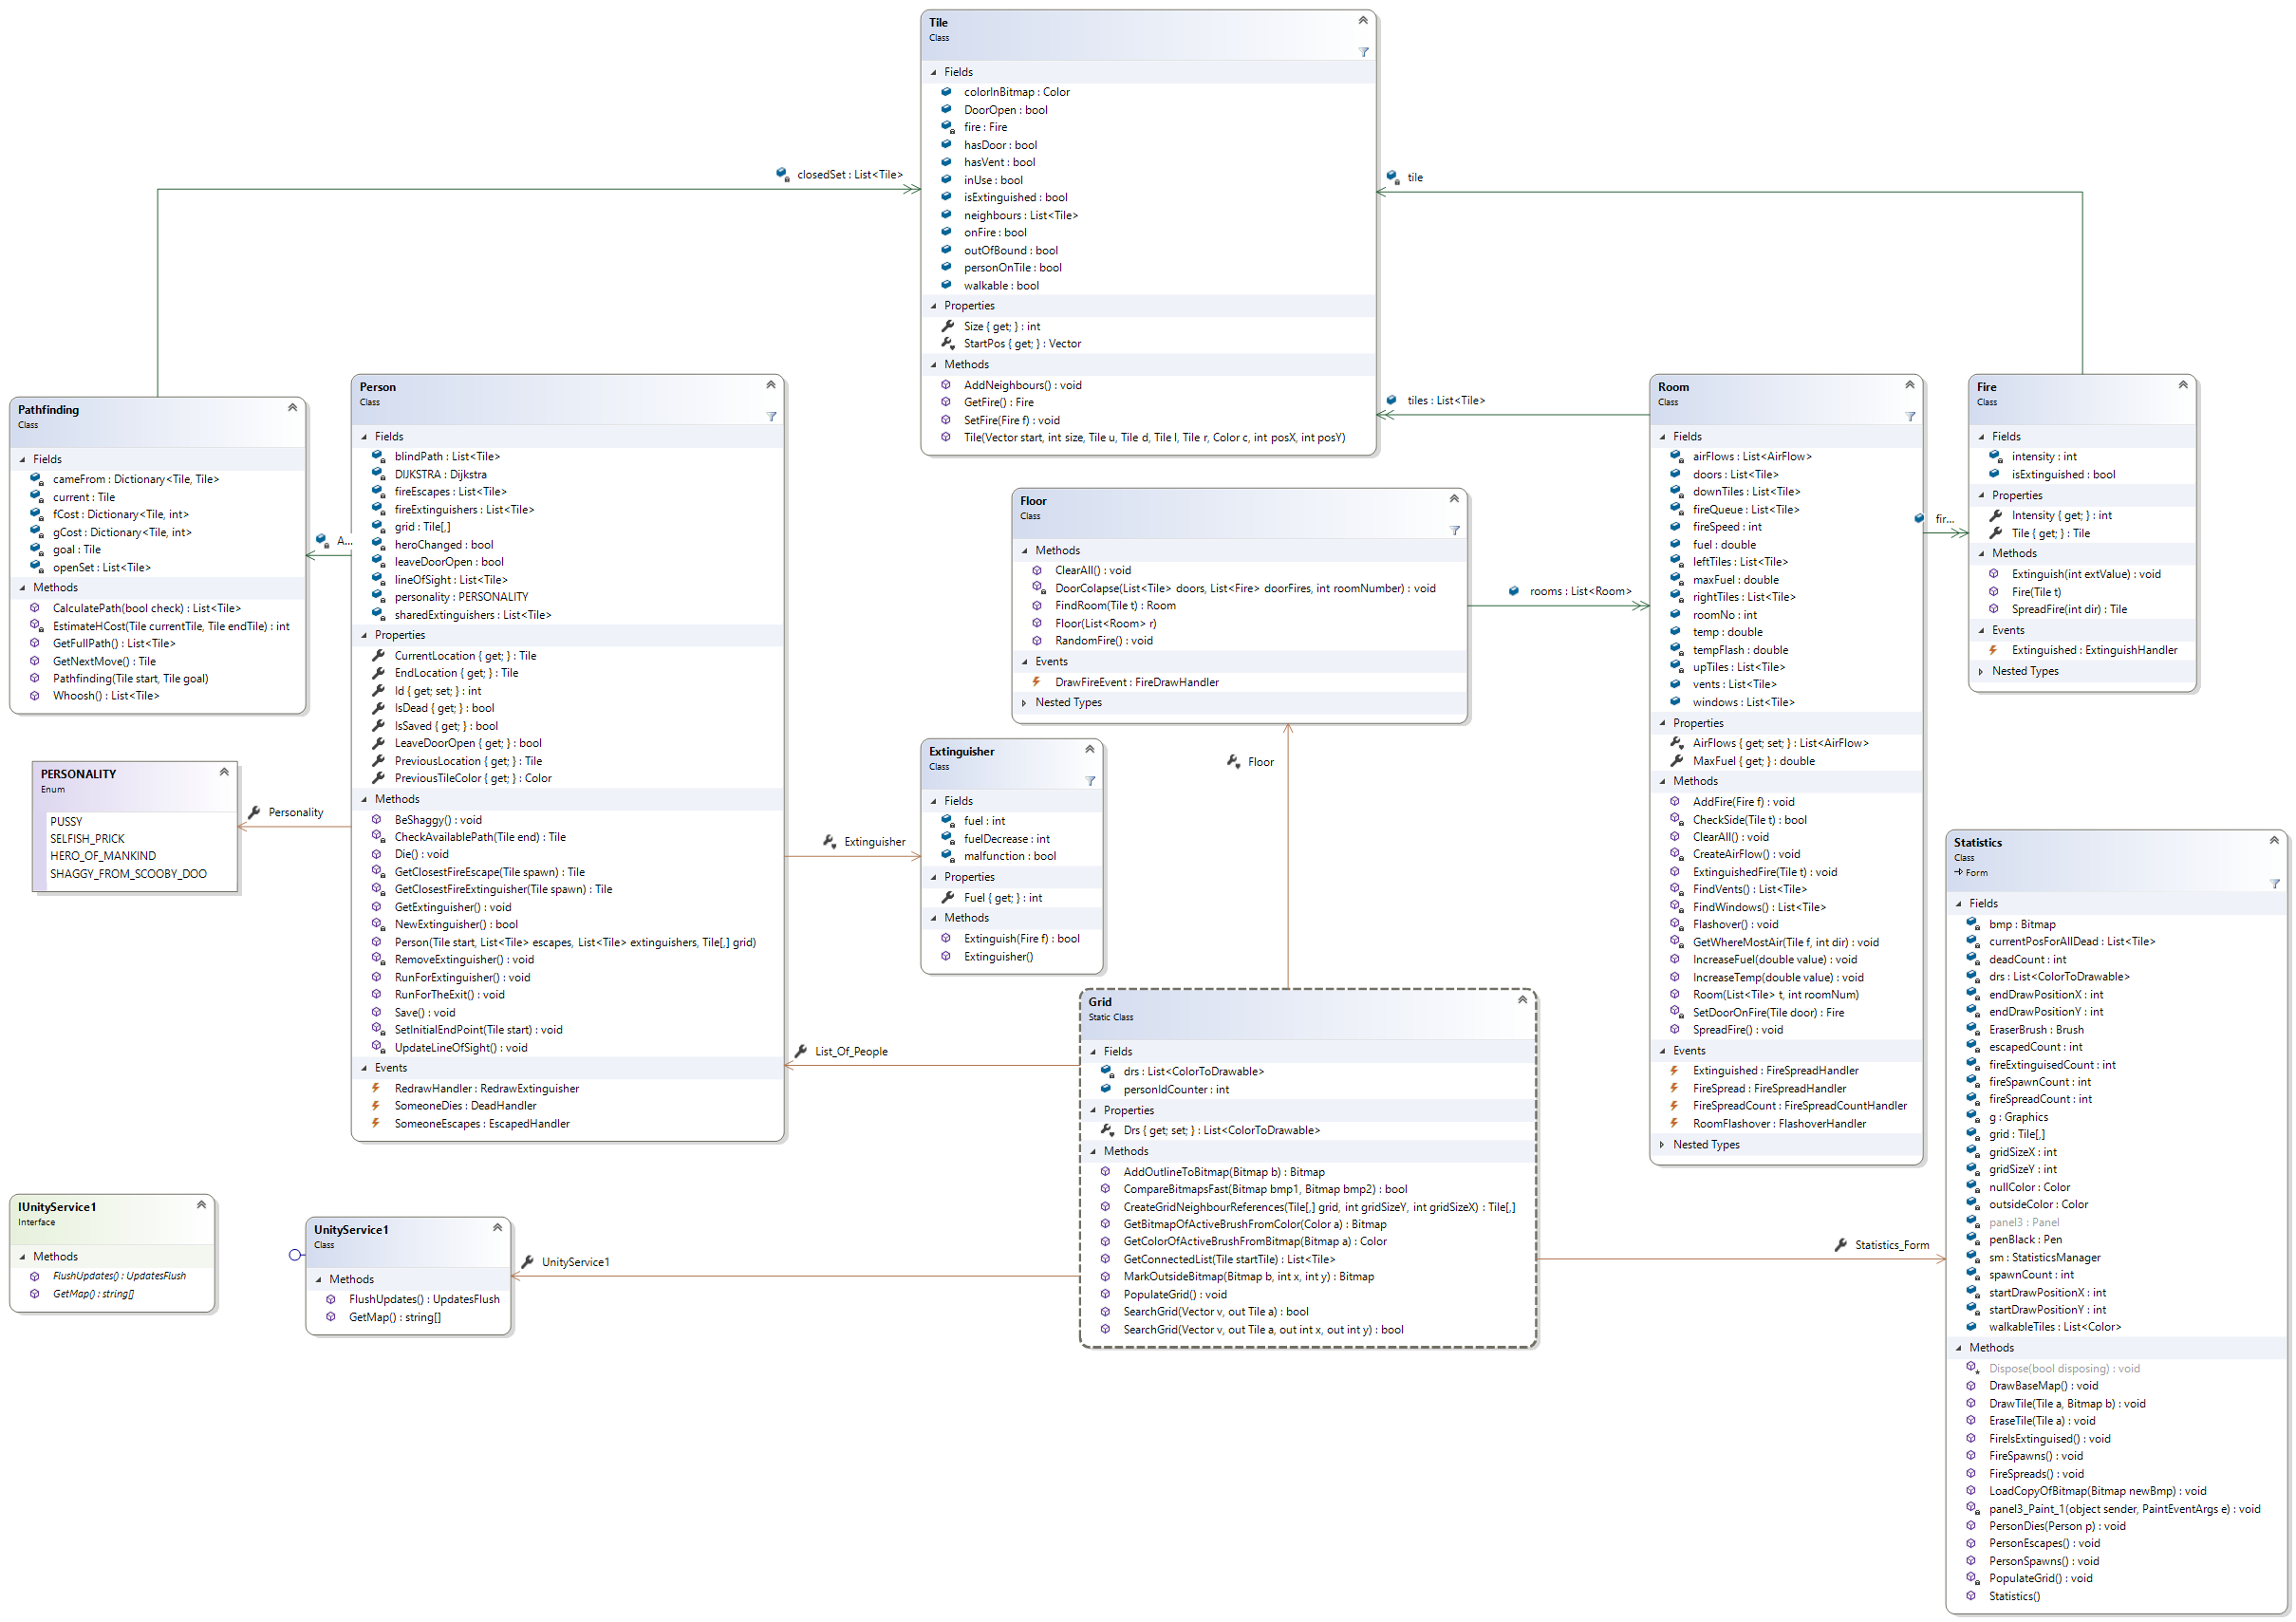 Tile
Class
Fields
colorInBitmap : Color
DoorOpen : bool
fire : Fire
hasDoor : bool
hasVent : bool
inUse : bool
isExtinguished : bool
neighbours : List<Tile>
onFire : bool
outOfBound : bool
personOnTile : bool
walkable : bool
Properties
Size { get; } : int
StartPos { get; } : Vector
Methods
AddNeighbours() : void
GetFire() : Fire
SetFire(Fire f) : void
Tile(Vector start, int size, Tile u, Tile d, Tile l, Tile r, Color c, int posX, int posY)
closedSet : List<Tile>
tile
tiles : List<Tile>
Pathfinding
Class
Fields
cameFrom : Dictionary<Tile, Tile>
current : Tile
fCost : Dictionary<Tile, int>
gCost : Dictionary<Tile, int>
goal : Tile
openSet : List<Tile>
Methods
CalculatePath(bool check) : List<Tile>
EstimateHCost(Tile currentTile, Tile endTile) : int
GetFullPath() : List<Tile>
GetNextMove() : Tile
Pathfinding(Tile start, Tile goal)
Whoosh() : List<Tile>
A...
Person
Class
Fields
blindPath : List<Tile>
DIJKSTRA : Dijkstra
fireEscapes : List<Tile>
fireExtinguishers : List<Tile>
grid : Tile[,]
heroChanged : bool
leaveDoorOpen : bool
lineOfSight : List<Tile>
personality : PERSONALITY
sharedExtinguishers : List<Tile>
Properties
CurrentLocation { get; } : Tile
EndLocation { get; } : Tile
Id { get; set; } : int
IsDead { get; } : bool
IsSaved { get; } : bool
LeaveDoorOpen { get; } : bool
PreviousLocation { get; } : Tile
PreviousTileColor { get; } : Color
Methods
BeShaggy() : void
CheckAvailablePath(Tile end) : Tile
Die() : void
GetClosestFireEscape(Tile spawn) : Tile
GetClosestFireExtinguisher(Tile spawn) : Tile
GetExtinguisher() : void
NewExtinguisher() : bool
Person(Tile start, List<Tile> escapes, List<Tile> extinguishers, Tile[,] grid)
RemoveExtinguisher() : void
RunForExtinguisher() : void
RunForTheExit() : void
Save() : void
SetInitialEndPoint(Tile start) : void
UpdateLineOfSight() : void
Events
RedrawHandler : RedrawExtinguisher
SomeoneDies : DeadHandler
SomeoneEscapes : EscapedHandler
PERSONALITY
Enum
PUSSY
SELFISH_PRICK
HERO_OF_MANKIND
SHAGGY_FROM_SCOOBY_DOO
Personality
Floor
Class
Methods
ClearAll() : void
DoorColapse(List<Tile> doors, List<Fire> doorFires, int roomNumber) : void
FindRoom(Tile t) : Room
Floor(List<Room> r)
RandomFire() : void
Events
DrawFireEvent : FireDrawHandler
Nested Types
rooms : List<Room>
Extinguisher
Class
Fields
fuel : int
fuelDecrease : int
malfunction : bool
Properties
Fuel { get; } : int
Methods
Extinguish(Fire f) : bool
Extinguisher()
Extinguisher
Floor
Room
Class
Fields
airFlows : List<AirFlow>
doors : List<Tile>
downTiles : List<Tile>
fireQueue : List<Tile>
fireSpeed : int
fuel : double
leftTiles : List<Tile>
maxFuel : double
rightTiles : List<Tile>
roomNo : int
temp : double
tempFlash : double
upTiles : List<Tile>
vents : List<Tile>
windows : List<Tile>
Properties
AirFlows { get; set; } : List<AirFlow>
MaxFuel { get; } : double
Methods
AddFire(Fire f) : void
CheckSide(Tile t) : bool
ClearAll() : void
CreateAirFlow() : void
ExtinguishedFire(Tile t) : void
FindVents() : List<Tile>
FindWindows() : List<Tile>
Flashover() : void
GetWhereMostAir(Tile f, int dir) : void
IncreaseFuel(double value) : void
IncreaseTemp(double value) : void
Room(List<Tile> t, int roomNum)
SetDoorOnFire(Tile door) : Fire
SpreadFire() : void
Events
Extinguished : FireSpreadHandler
FireSpread : FireSpreadHandler
FireSpreadCount : FireSpreadCountHandler
RoomFlashover : FlashoverHandler
Nested Types
fir...
Fire
Class
Fields
intensity : int
isExtinguished : bool
Properties
Intensity { get; } : int
Tile { get; } : Tile
Methods
Extinguish(int extValue) : void
Fire(Tile t)
SpreadFire(int dir) : Tile
Events
Extinguished : ExtinguishHandler
Nested Types
Grid
Static Class
Fields
drs : List<ColorToDrawable>
personIdCounter : int
Properties
Drs { get; set; } : List<ColorToDrawable>
Methods
AddOutlineToBitmap(Bitmap b) : Bitmap
CompareBitmapsFast(Bitmap bmp1, Bitmap bmp2) : bool
CreateGridNeighbourReferences(Tile[,] grid, int gridSizeY, int gridSizeX) : Tile[,]
GetBitmapOfActiveBrushFromColor(Color a) : Bitmap
GetColorOfActiveBrushFromBitmap(Bitmap a) : Color
GetConnectedList(Tile startTile) : List<Tile>
MarkOutsideBitmap(Bitmap b, int x, int y) : Bitmap
PopulateGrid() : void
SearchGrid(Vector v, out Tile a) : bool
SearchGrid(Vector v, out Tile a, out int x, out int y) : bool
List_Of_People
UnityService1
Statistics_Form
IUnityService1
Interface
Methods
FlushUpdates() : UpdatesFlush
GetMap() : string[]
UnityService1
Class
Methods
FlushUpdates() : UpdatesFlush
GetMap() : string[]
Statistics
Class
Form
Fields
bmp : Bitmap
currentPosForAllDead : List<Tile>
deadCount : int
drs : List<ColorToDrawable>
endDrawPositionX : int
endDrawPositionY : int
EraserBrush : Brush
escapedCount : int
fireExtinguisedCount : int
fireSpawnCount : int
fireSpreadCount : int
g : Graphics
grid : Tile[,]
gridSizeX : int
gridSizeY : int
nullColor : Color
outsideColor : Color
panel3 : Panel
penBlack : Pen
sm : StatisticsManager
spawnCount : int
startDrawPositionX : int
startDrawPositionY : int
walkableTiles : List<Color>
Methods
Dispose(bool disposing) : void
DrawBaseMap() : void
DrawTile(Tile a, Bitmap b) : void
EraseTile(Tile a) : void
FireIsExtinguised() : void
FireSpawns() : void
FireSpreads() : void
LoadCopyOfBitmap(Bitmap newBmp) : void
panel3_Paint_1(object sender, PaintEventArgs e) : void
PersonDies(Person p) : void
PersonEscapes() : void
PersonSpawns() : void
PopulateGrid() : void
Statistics()